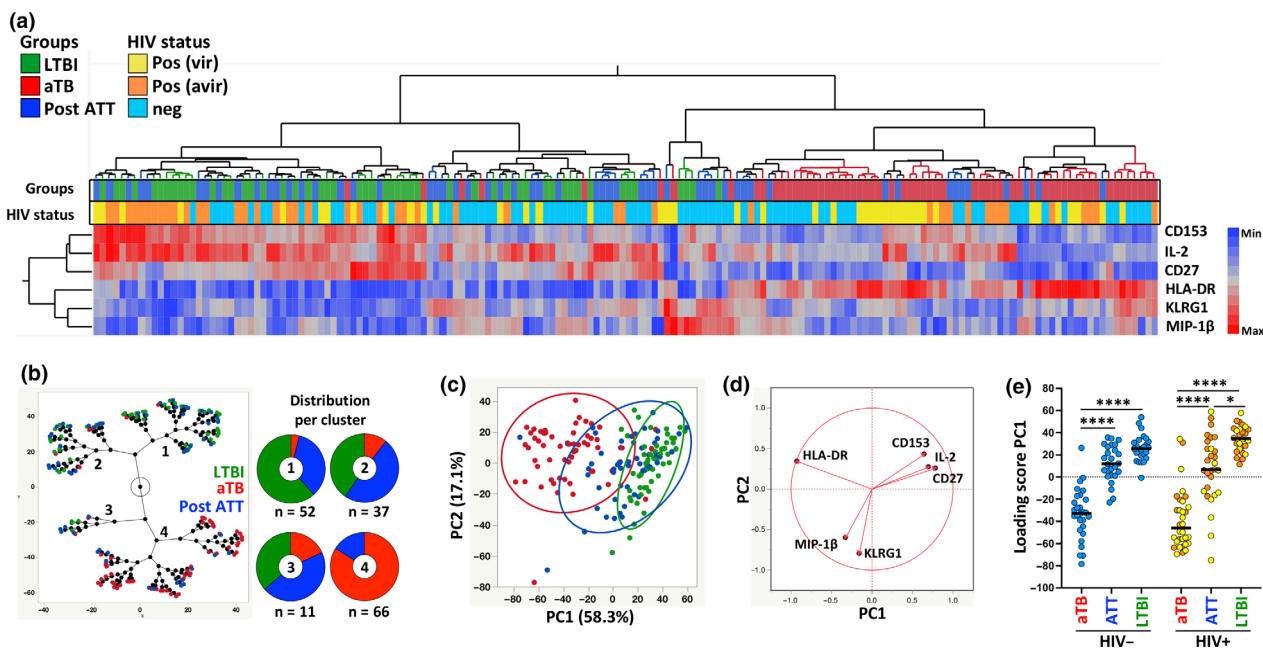 (a)
Groups HIV status
LTBI Pos (vir)
aTB Pos (avir)
Post ATT neg
Groups
HIV status
CD153
IL-2
CD27
HLA-DR
KLRG1
MIP-1β
Min
Max
(b)
40
20
0
−20
−40
−60
Y
−40 −20 0 20 40
X
1
2
3
4
LTBI
aTB
Post ATT
Distribution
per cluster
1 2
n = 52 n = 37
3 4
n = 11 n = 66
(c)
PC2 (17.1%)
60
40
20
0
−20
−40
−60
−80
−80 −60 −40 −20 0 20 40 60
PC1 (58.3%)
(d)
PC2
1.0
0.5
0.0
−0.5
−1.0
CD153
HLA-DR
IL-2
CD27
MIP-1β
KLRG1
−1.0 0.0 1.0
PC1
(e)
Loading score PC1
80
60
40
20
0
−20
−40
−60
−80
−100
**** ****
**** **** *
aTB ATT LTBI aTB ATT LTBI
HIV− HIV+